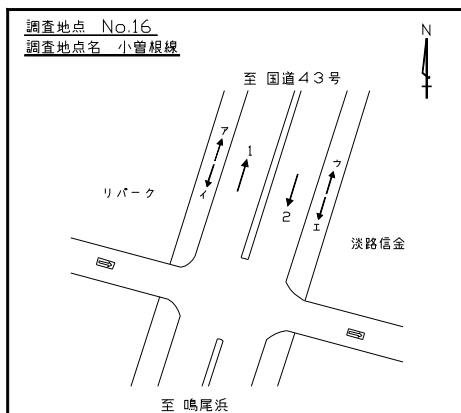 調査地点 No.16
調査地点名 小曽根線
N
至 国道43号
ア
1
イ
ウ
リパーク
2
エ
淡路信金
至 鳴尾浜